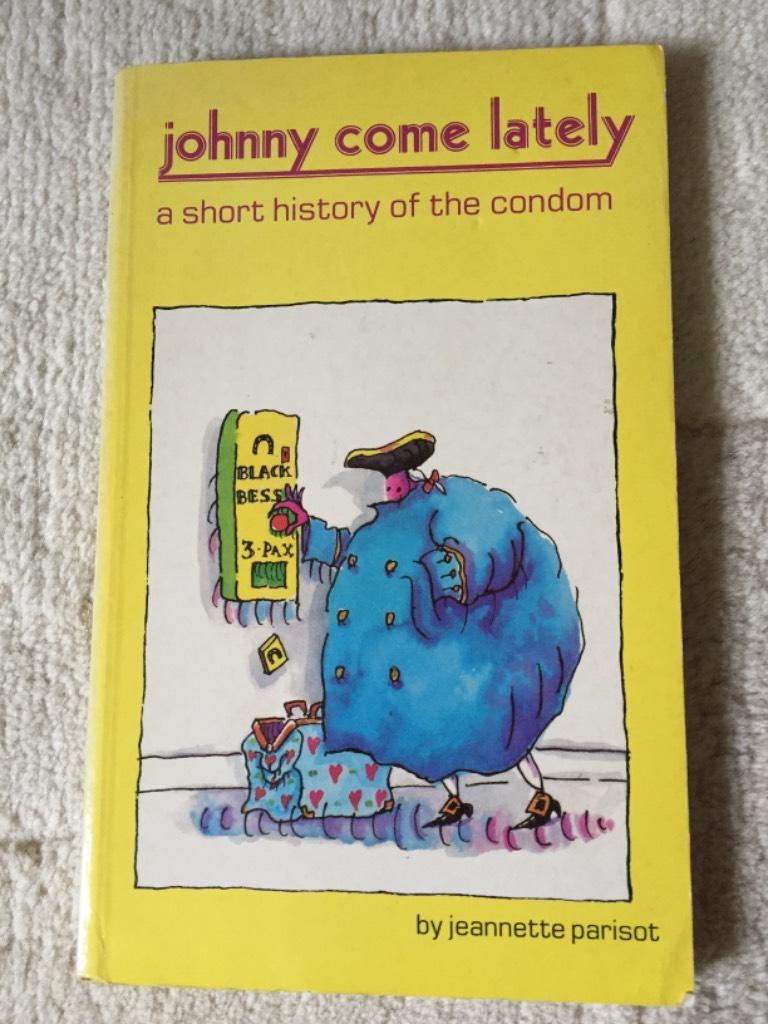 johnny come lately
a short history of the condom
BLACK
BESS
3-PAX
by jeannette parisot